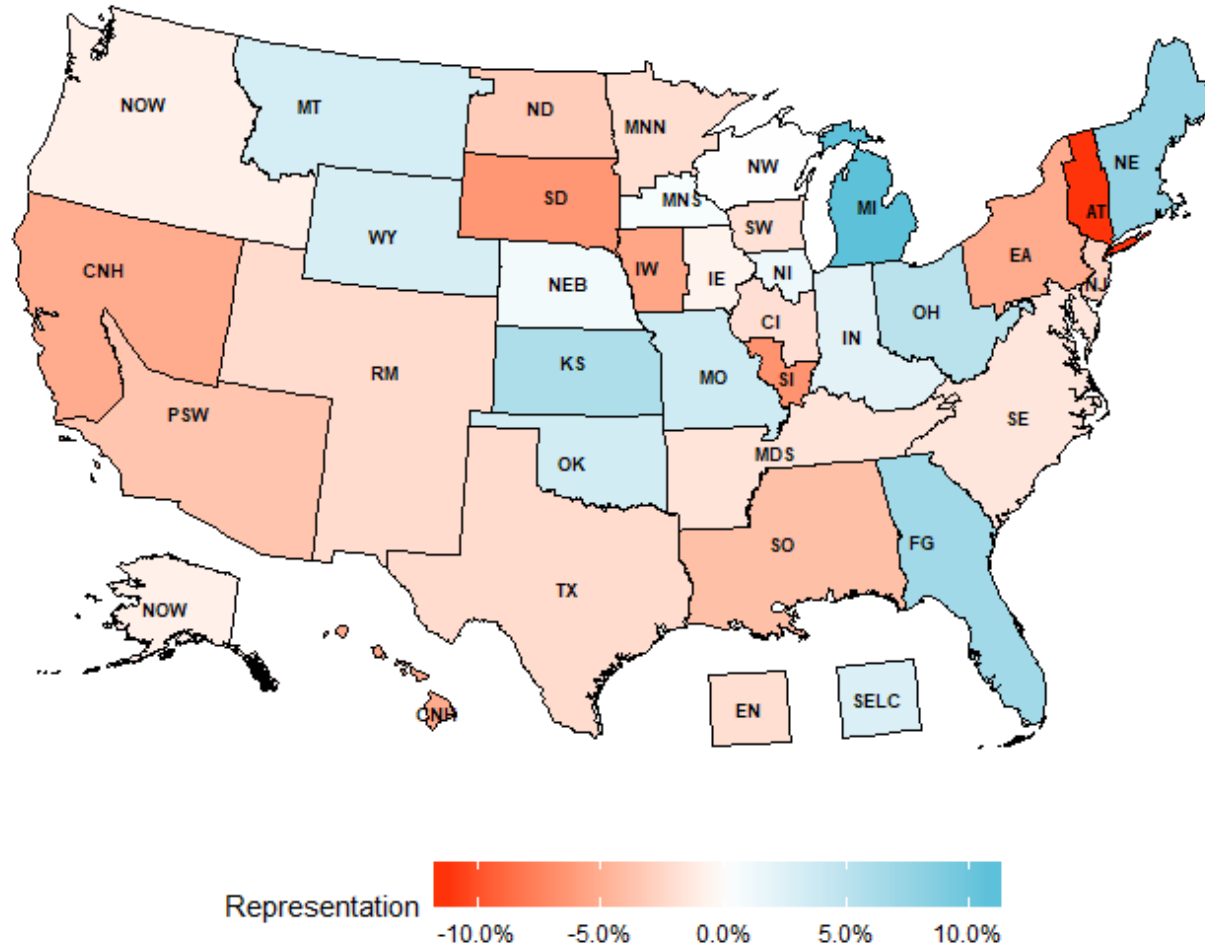 NOW
MT
ND
MNN
NW
NE
MNS
MI
AT
SD
WY
SW
EA
CNH
IW
NEB
IE
NI
NJ
CI
OH
IN
KS
RM
MO
SI
PSW
SE
MDS
OK
SO
FG
TX
NOW
CNH
EN
SELC
Representation
-10.0% -5.0% 0.0% 5.0% 10.0%